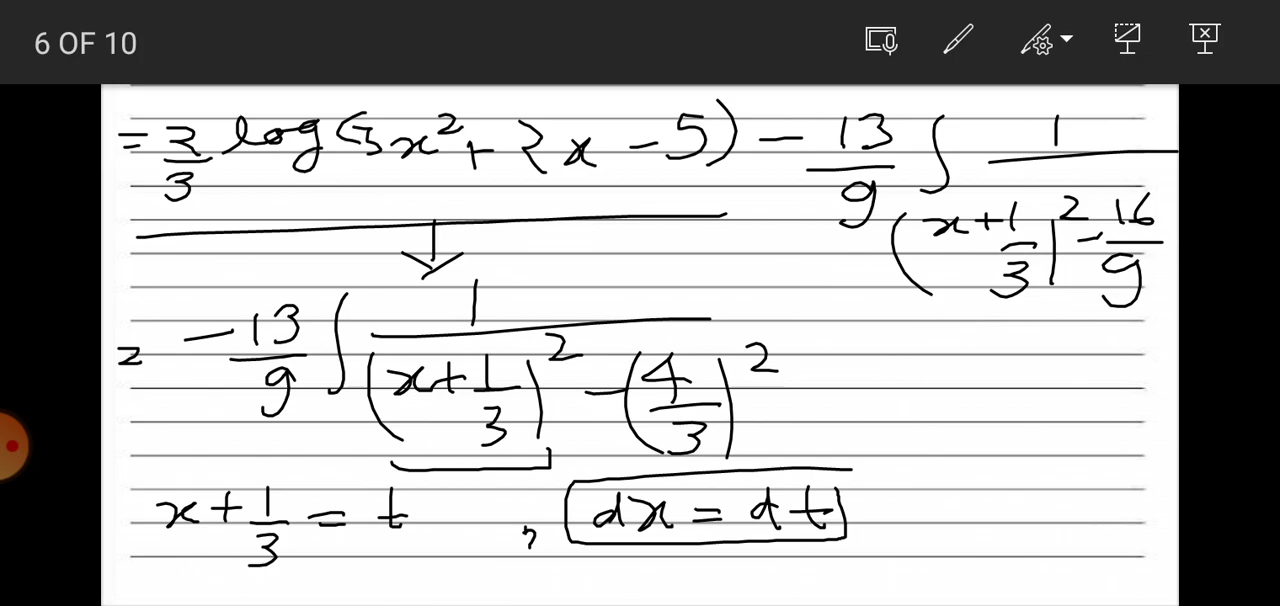 6 OF 10
= 2/3 log(3x² + 2x - 5) - 13/9 ∫ 1/((x+1/3)² - 16/9)
= -13/9 ∫ 1/((x+1/3)² - (4/3)²)
x + 1/3 = t , dx = dt